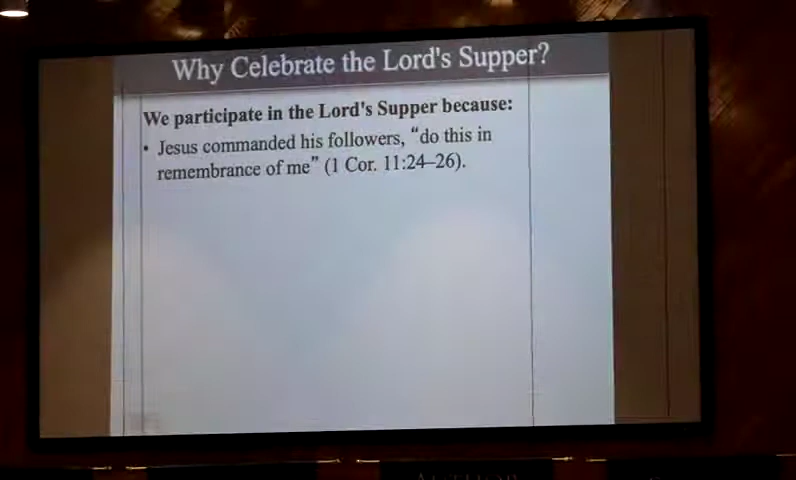 Why Celebrate the Lord's Supper?
We participate in the Lord's Supper because:
• Jesus commanded his followers, “do this in
remembrance of me” (1 Cor. 11:24–26).
AUTHOR